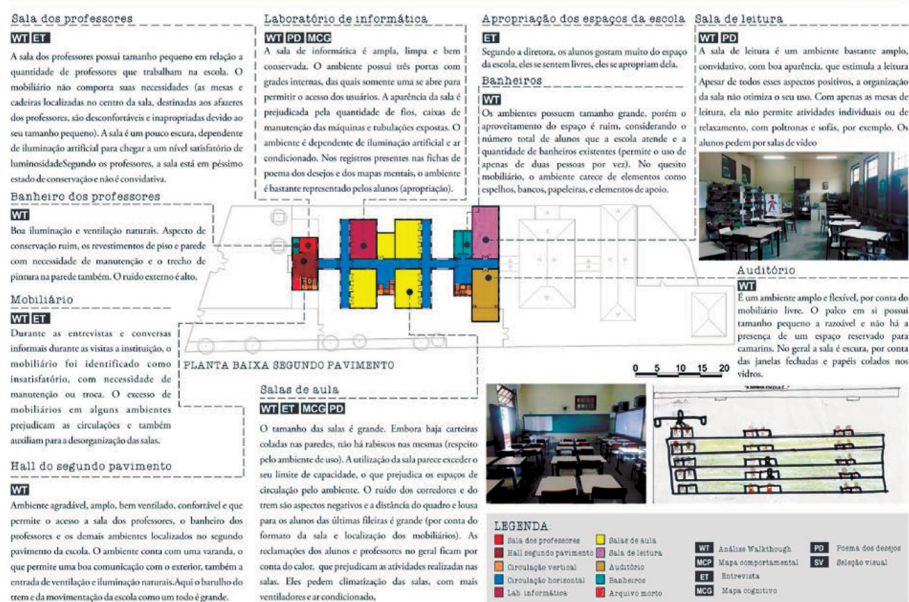 Sala dos professores
WT ET
A sala dos professores possui tamanho pequeno em relação a
quantidade de professores que trabalham na escola. O
mobiliário não comporta suas necessidades (as mesas e
cadeiras localizadas no centro da sala, destinadas aos afazeres
dos professores, são desconfortáveis e inapropriadas devido ao
seu tamanho pequeno). A sala é um pouco escura, dependente
de iluminação artificial para chegar a um nível satisfatório de
luminosidadeSegundo os professores, a sala está em péssimo
estado de conservação e não é convidativa.
Banheiro dos professores
WT
Boa iluminação e ventilação naturais. Aspecto de
conservação ruim, os revestimentos de piso e parede
com necessidade de manutenção e o trecho de
pintura na parede também. O ruído externo é alto.
Mobiliário
WT ET
Durante as entrevistas e conversas
informais durante as visitas a instituição, o
mobiliário foi identificado como
insatisfatório, com necessidade de
manutenção ou troca. O excesso de
mobiliários em alguns ambientes
prejudicam as circulações e também
auxiliam para a desorganização das salas.
Hall do segundo pavimento
WT
Ambiente agradável, amplo, bem ventilado, confortável e que
permite o acesso a sala dos professores, o banheiro dos
professores e os demais ambientes localizados no segundo
pavimento da escola. O ambiente conta com uma varanda, o
que permite uma boa comunicação com o exterior, também a
entrada de ventilação e iluminação naturais.Aqui o barulho do
trem e da movimentação da escola como um todo é grande.
Laboratório de informática
WT PD MCG
A sala de informática é ampla, limpa e bem
conservada. O ambiente possui três portas com
grades internas, das quais somente uma se abre para
permitir o acesso dos usuários. A aparência da sala é
prejudicada pela quantidade de fios, caixas de
manutenção das máquinas e tubulações expostas. O
ambiente é dependente de iluminação artificial e ar
condicionado. Nos registros presentes nas fichas de
poema dos desejos e dos mapas mentais, o ambiente
é bastante representado pelos alunos (apropriação).
Apropriação dos espaços da escola
ET
Segundo a diretora, os alunos gostam muito do espaço
da escola, eles se sentem livres, eles se apropriam dela.
Banheiros
WT
Os ambientes possuem tamanho grande, porém o
aproveitamento do espaço é ruim, considerando o
número total de alunos que a escola atende e a
quantidade de banheiros existentes (permite o uso de
apenas de duas pessoas por vez). No quesito
mobiliário, o ambiente carece de elementos como
espelhos, bancos, papeleiras, e elementos de apoio.
Sala de leitura
WT PD
A sala de leitura é um ambiente bastante amplo,
convidativo, com boa aparência, que estimula a leitura
Apesar de todos esses aspectos positivos, a organização
da sala não otimiza o seu uso. Com apenas as mesas de
leitura, ela não permite atividades individuais ou de
relaxamento, com poltronas e sofás, por exemplo. Os
alunos pedem por salas de vídeo
Auditório
WT
É um ambiente amplo e flexível, por conta do
mobiliário livre. O palco em si possui
tamanho pequeno a razoável e não há a
presença de um espaço reservado para
camarins. No geral a sala é escura, por conta
das janelas fechadas e papéis colados nos
vidros.
PLANTA BAIXA SEGUNDO PAVIMENTO
0 5 10 15 20
Salas de aula
WT ET MCG PD
O tamanho das salas é grande. Embora haja carteiras
coladas nas paredes, não há rabiscos nas mesmas (respeito
pelo ambiente de uso). A utilização da sala parece exceder o
seu limite de capacidade, o que prejudica os espaços de
circulação pelo ambiente. O ruído dos corredores e do
trem são aspectos negativos e a distância do quadro e lousa
para os alunos das últimas fileiras é grande (por conta do
formato da sala e localização dos mobiliários). As
reclamações dos alunos e professores no geral ficam por
conta do calor, que prejudicam as atividades realizadas nas
salas. Eles pedem climatização das salas, com mais
ventiladores e ar condicionado,
"A MINHA ESCOLA É..."
LEGENDA:
Sala dos professores
Hall segundo pavimento
Circulação vertical
Circulação horizontal
Lab informática
Salas de aula
Sala de leitura
Auditório
Banheiros
Arquivo morto
WT Análise Walkthough
MCP Mapa comportamental
ET Entrevista
MCG Mapa cognitivo
PD Poema dos desejos
SV Seleção visual